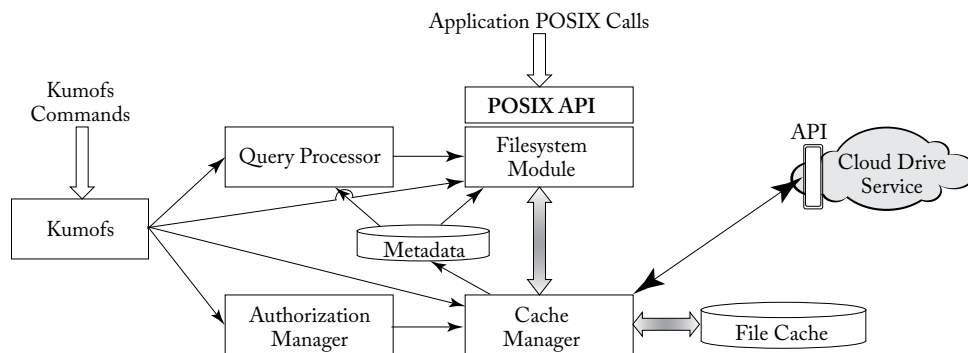 Application POSIX Calls
Kumofs
Commands
POSIX API
API
Query Processor
Filesystem
Module
Cloud Drive
Service
Kumofs
Metadata
Authorization
Manager
Cache
Manager
File Cache